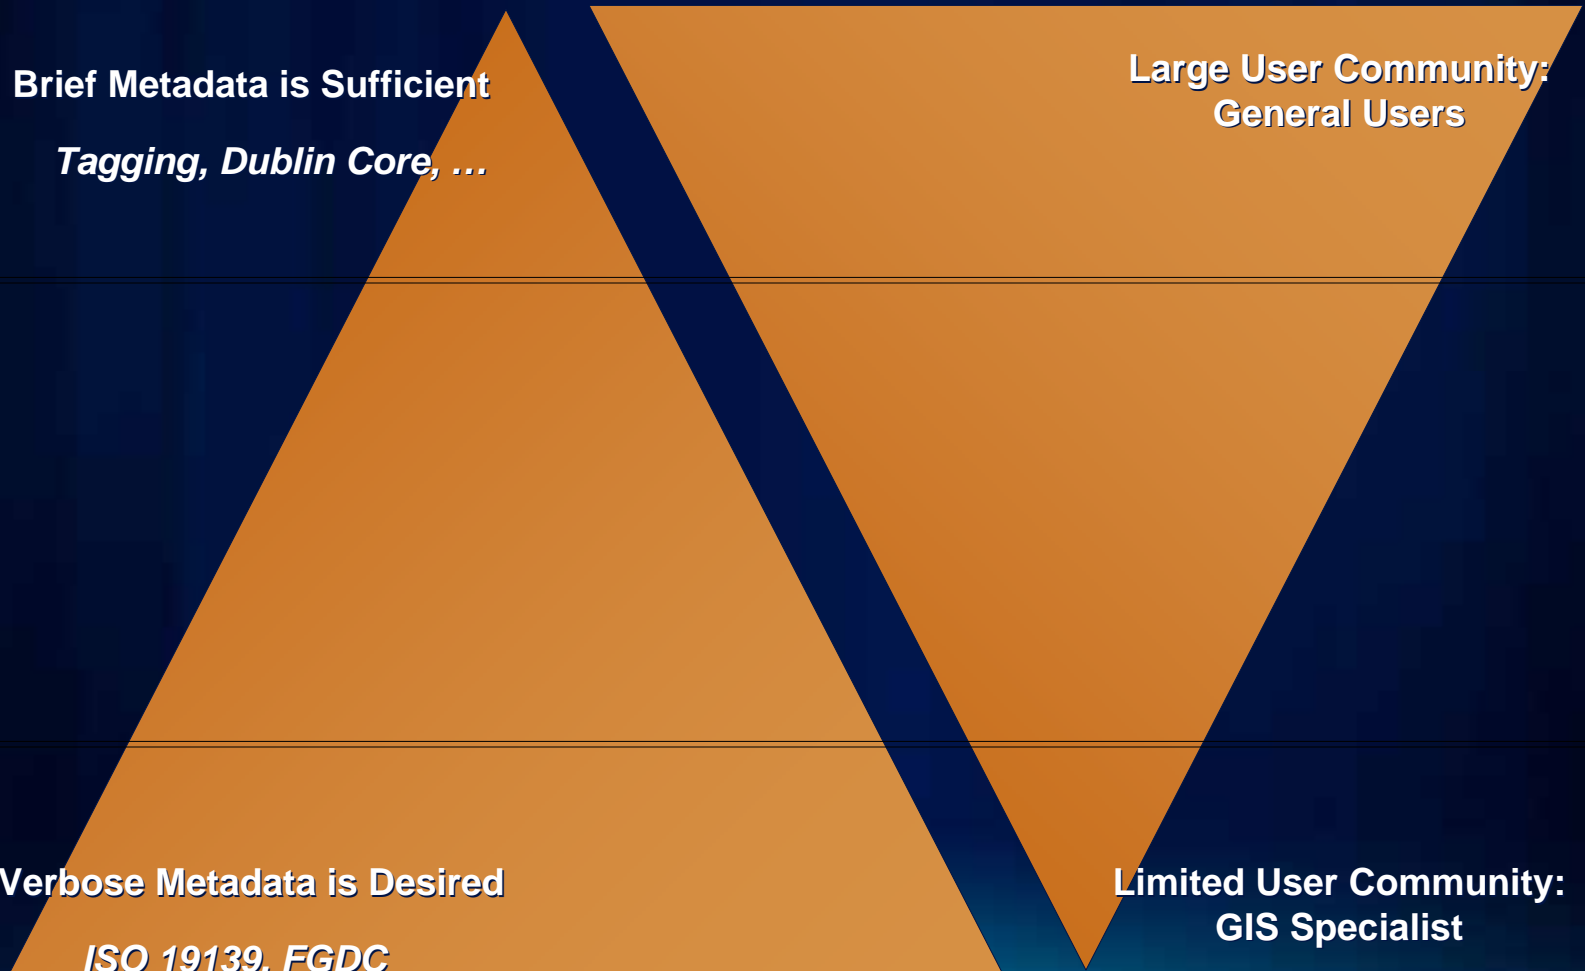 Brief Metadata is Sufficient
Tagging, Dublin Core, …
Large User Community:
General Users
Verbose Metadata is Desired
ISO 19139, FGDC
Limited User Community:
GIS Specialist